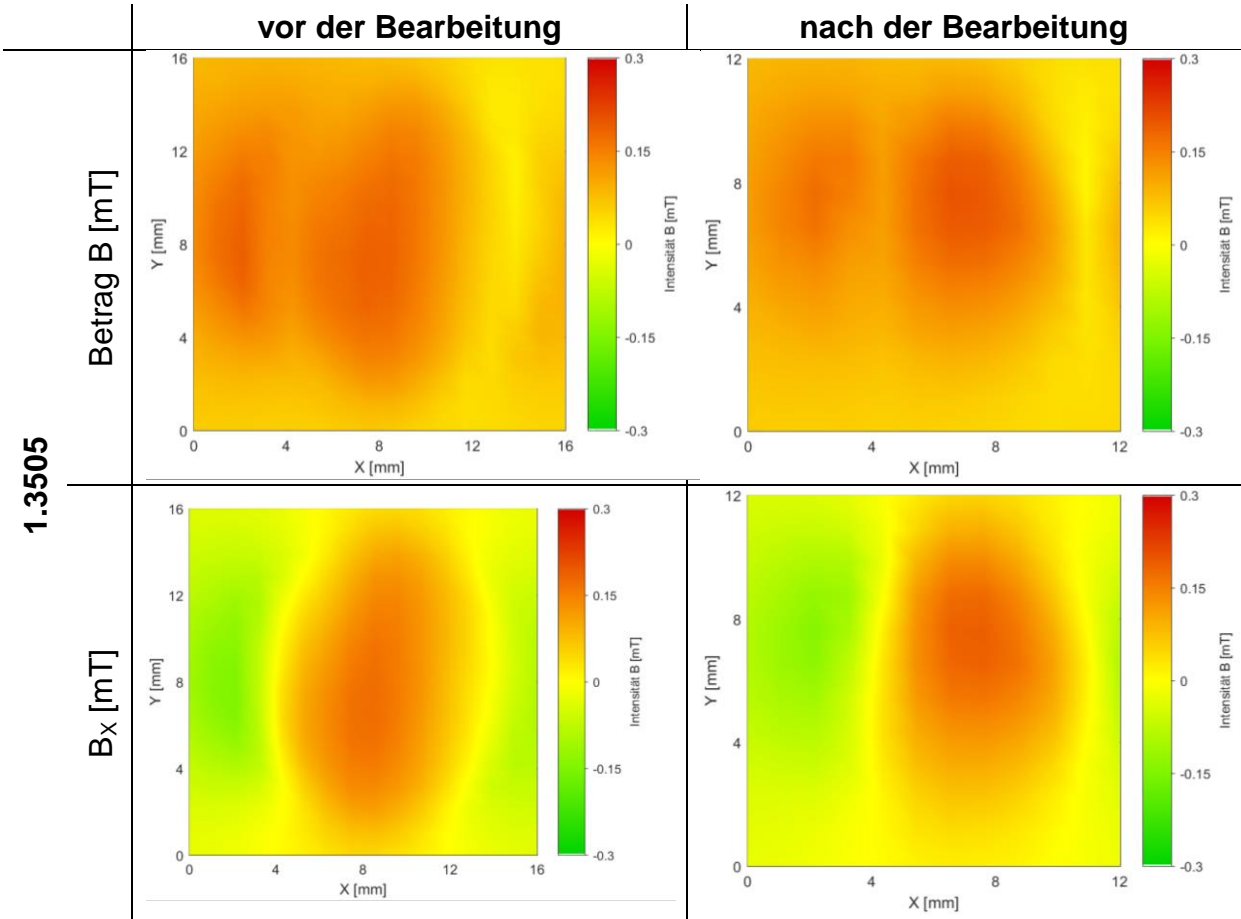 vor der Bearbeitung
nach der Bearbeitung
1.3505
Betrag B [mT]
16
12
8
4
0
Y [mm]
0 4 8 12 16
X [mm]
0.3
0.15
0
-0.15
-0.3
Intensität B [mT]
12
8
4
0
Y [mm]
0 4 8 12
X [mm]
0.3
0.15
0
-0.15
-0.3
Intensität B [mT]
BX [mT]
16
12
8
4
0
Y [mm]
0 4 8 12 16
X [mm]
0.3
0.15
0
-0.15
-0.3
Intensität B [mT]
12
8
4
0
Y [mm]
0 4 8 12
X [mm]
0.3
0.15
0
-0.15
-0.3
Intensität B [mT]